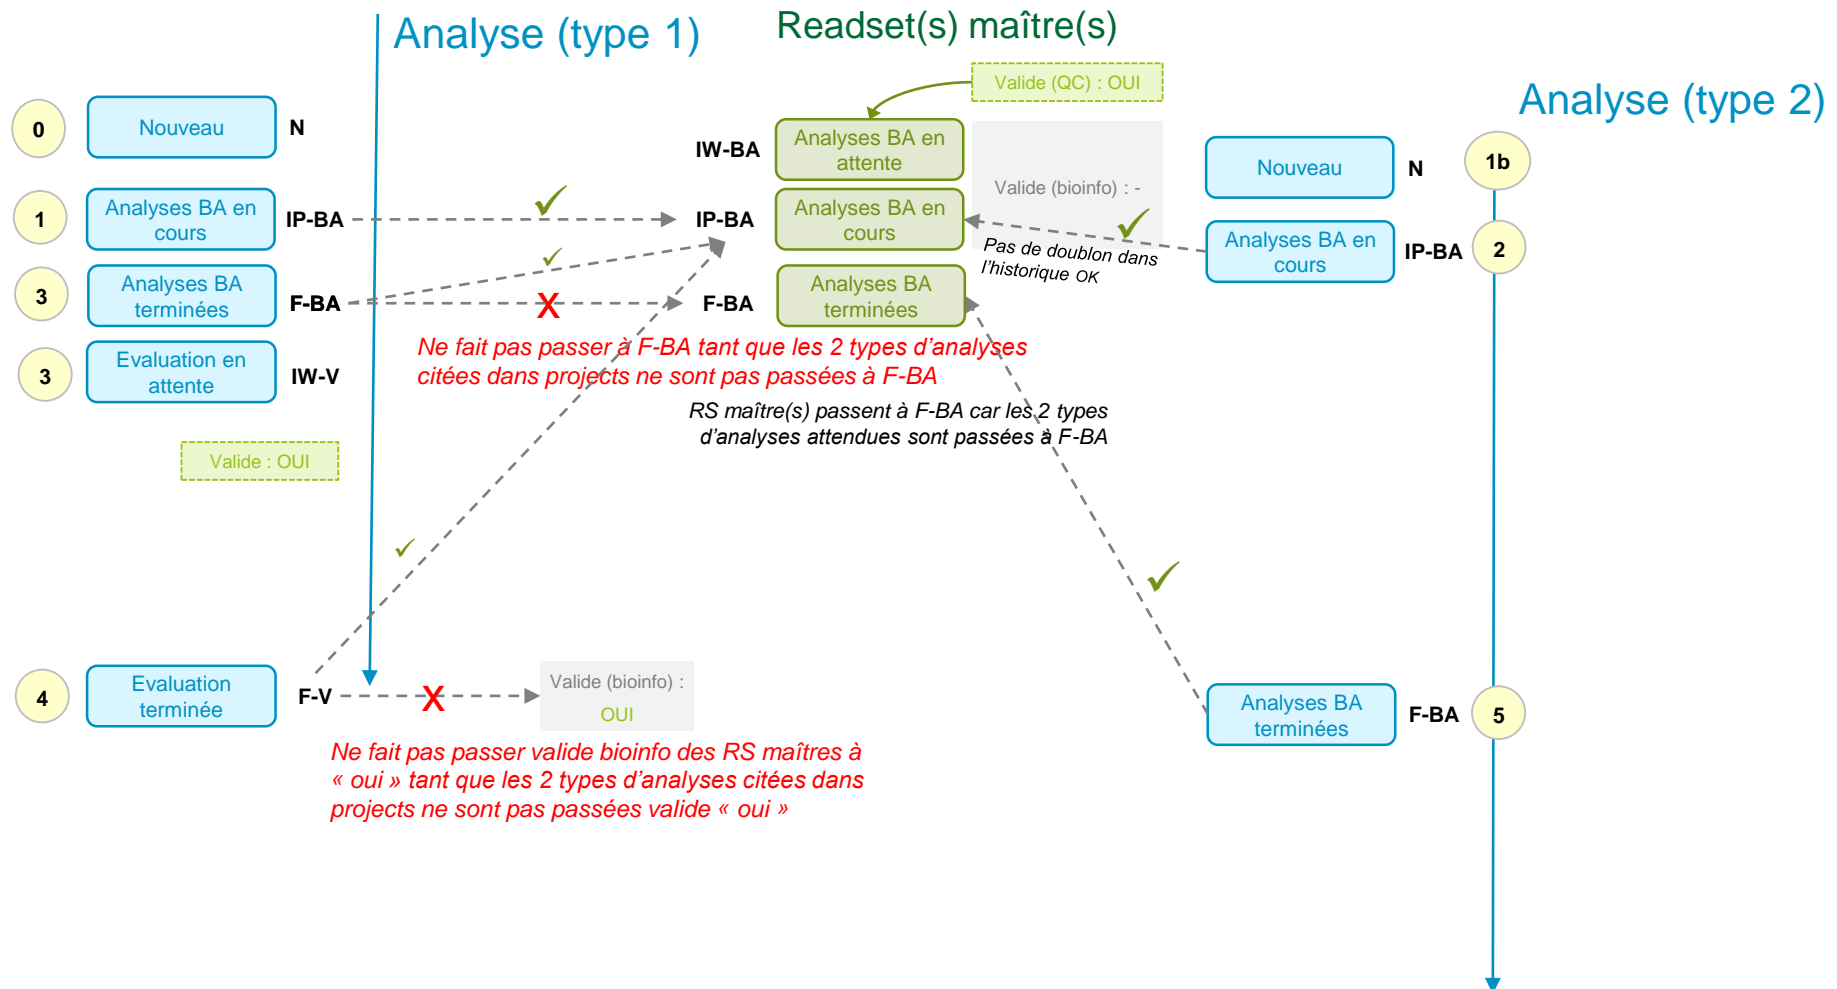 Analyse (type 1)
Readset(s) maître(s)
Analyse (type 2)
Valide (QC) : OUI
0
Nouveau
N
IW-BA
Analyses BA en
attente
Valide (bioinfo) : -
Nouveau
N
1b
1
Analyses BA en
cours
IP-BA
IP-BA
Analyses BA en
cours
Pas de doublon dans
l'historique OK
Analyses BA en
cours
IP-BA
2
3
Analyses BA
terminées
F-BA
X
F-BA
Analyses BA
terminées
3
Evaluation en
attente
IW-V
Ne fait pas passer à F-BA tant que les 2 types d'analyses
citées dans projects ne sont pas passées à F-BA
RS maître(s) passent à F-BA car les 2 types
d'analyses attendues sont passées à F-BA
Valide : OUI
4
Evaluation
terminée
F-V
X
Valide (bioinfo) :
OUI
Analyses BA
terminées
F-BA
5
Ne fait pas passer valide bioinfo des RS maîtres à
« oui » tant que les 2 types d'analyses citées dans
projects ne sont pas passées valide « oui »